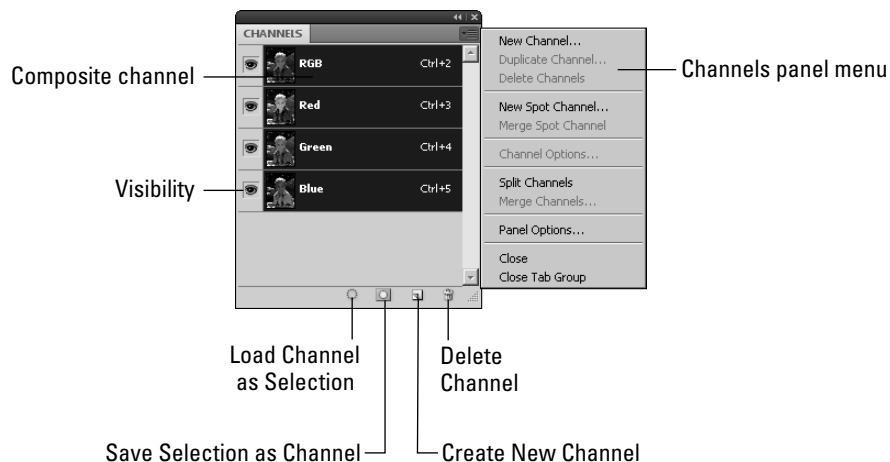 CHANNELS
RGB Ctrl+2
Red Ctrl+3
Green Ctrl+4
Blue Ctrl+5
New Channel...
Duplicate Channel...
Delete Channels
New Spot Channel...
Merge Spot Channel
Channel Options...
Split Channels
Merge Channels...
Panel Options...
Close
Close Tab Group
Composite channel
Channels panel menu
Visibility
Load Channel
as Selection
Delete
Channel
Save Selection as Channel
Create New Channel